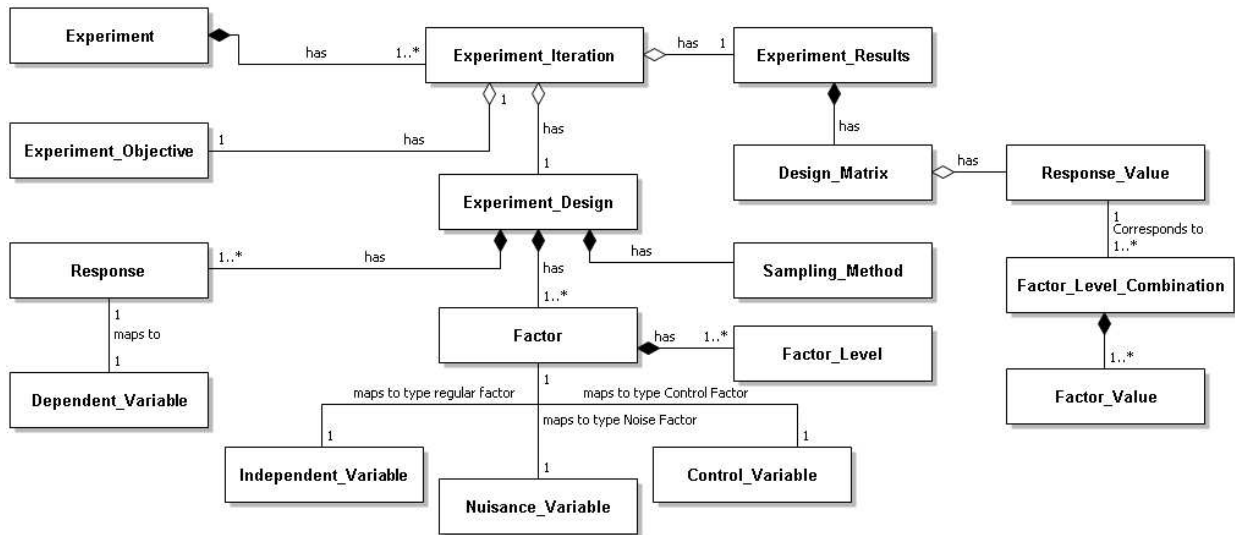 Experiment
has
1..*
Experiment_Iteration
has
1
Experiment_Results
1
has
1
Experiment_Objective
has
1
Experiment_Design
has
Design_Matrix
has
Response_Value
1
Corresponds to
1..*
Factor_Level_Combination
1..*
Factor_Value
Response
1..*
has
has
1..*
has
Sampling_Method
1
maps to
1
Dependent_Variable
Factor
has
1..*
Factor_Level
1
maps to type regular factor
maps to type Control Factor
maps to type Noise Factor
1
Independent_Variable
1
Nuisance_Variable
1
Control_Variable